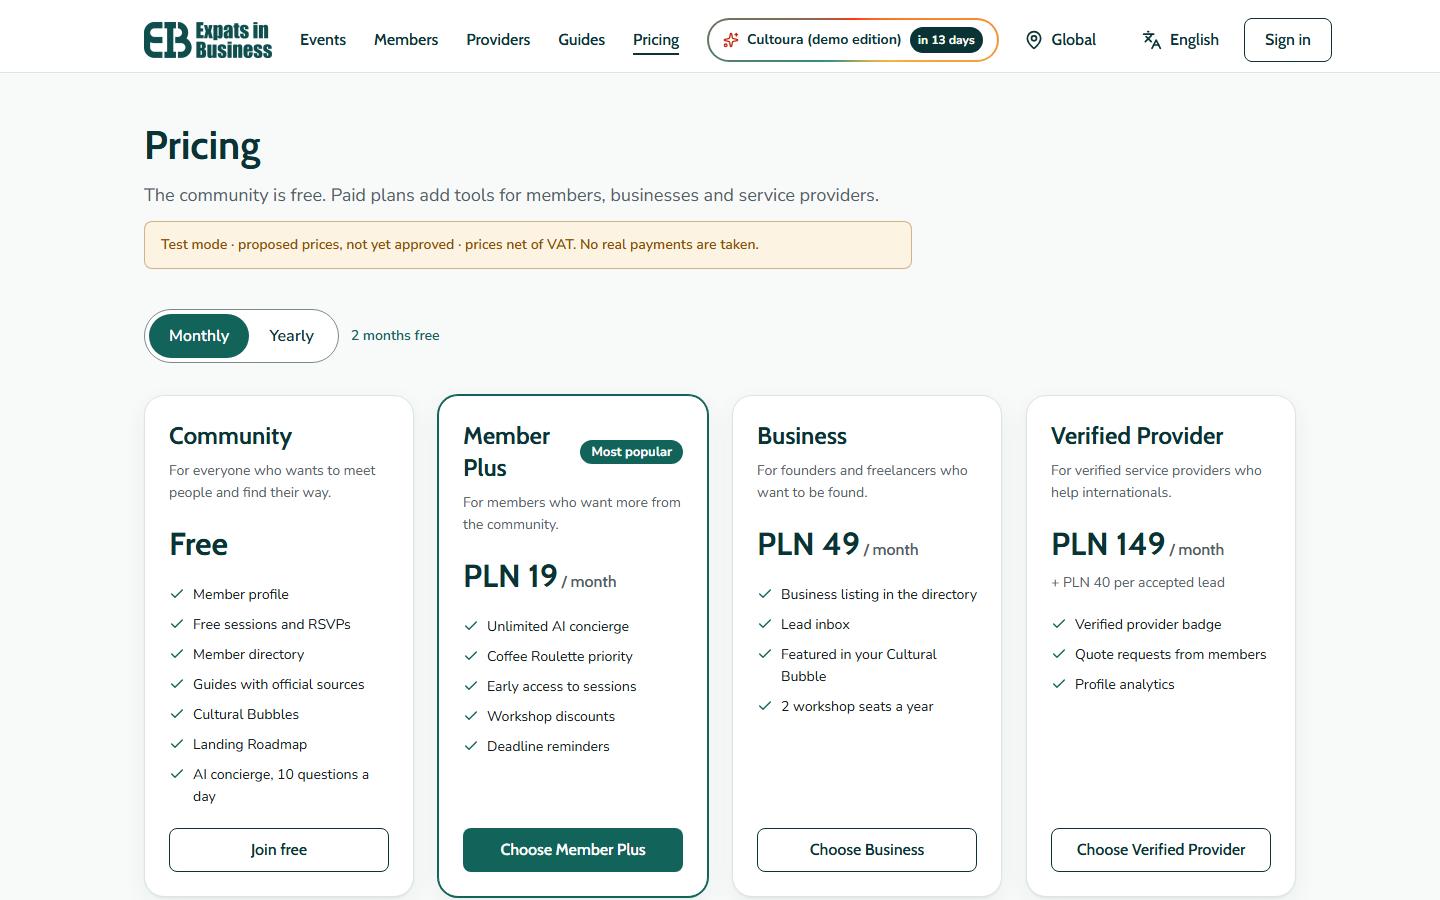 EIB Expats in
Business
Events
Members
Providers
Guides
Pricing
Cultoura (demo edition)
in 13 days
Global
English
Sign in
Pricing
The community is free. Paid plans add tools for members, businesses and service providers.
Test mode · proposed prices, not yet approved · prices net of VAT. No real payments are taken.
Monthly
Yearly
2 months free
Community
For everyone who wants to meet
people and find their way.
Free
Member profile
Free sessions and RSVPs
Member directory
Guides with official sources
Cultural Bubbles
Landing Roadmap
AI concierge, 10 questions a
day
Join free
Member
Plus
Most popular
For members who want more from
the community.
PLN 19 / month
Unlimited AI concierge
Coffee Roulette priority
Early access to sessions
Workshop discounts
Deadline reminders
Choose Member Plus
Business
For founders and freelancers who
want to be found.
PLN 49 / month
Business listing in the directory
Lead inbox
Featured in your Cultural
Bubble
2 workshop seats a year
Choose Business
Verified Provider
For verified service providers who
help internationals.
PLN 149 / month
+ PLN 40 per accepted lead
Verified provider badge
Quote requests from members
Profile analytics
Choose Verified Provider